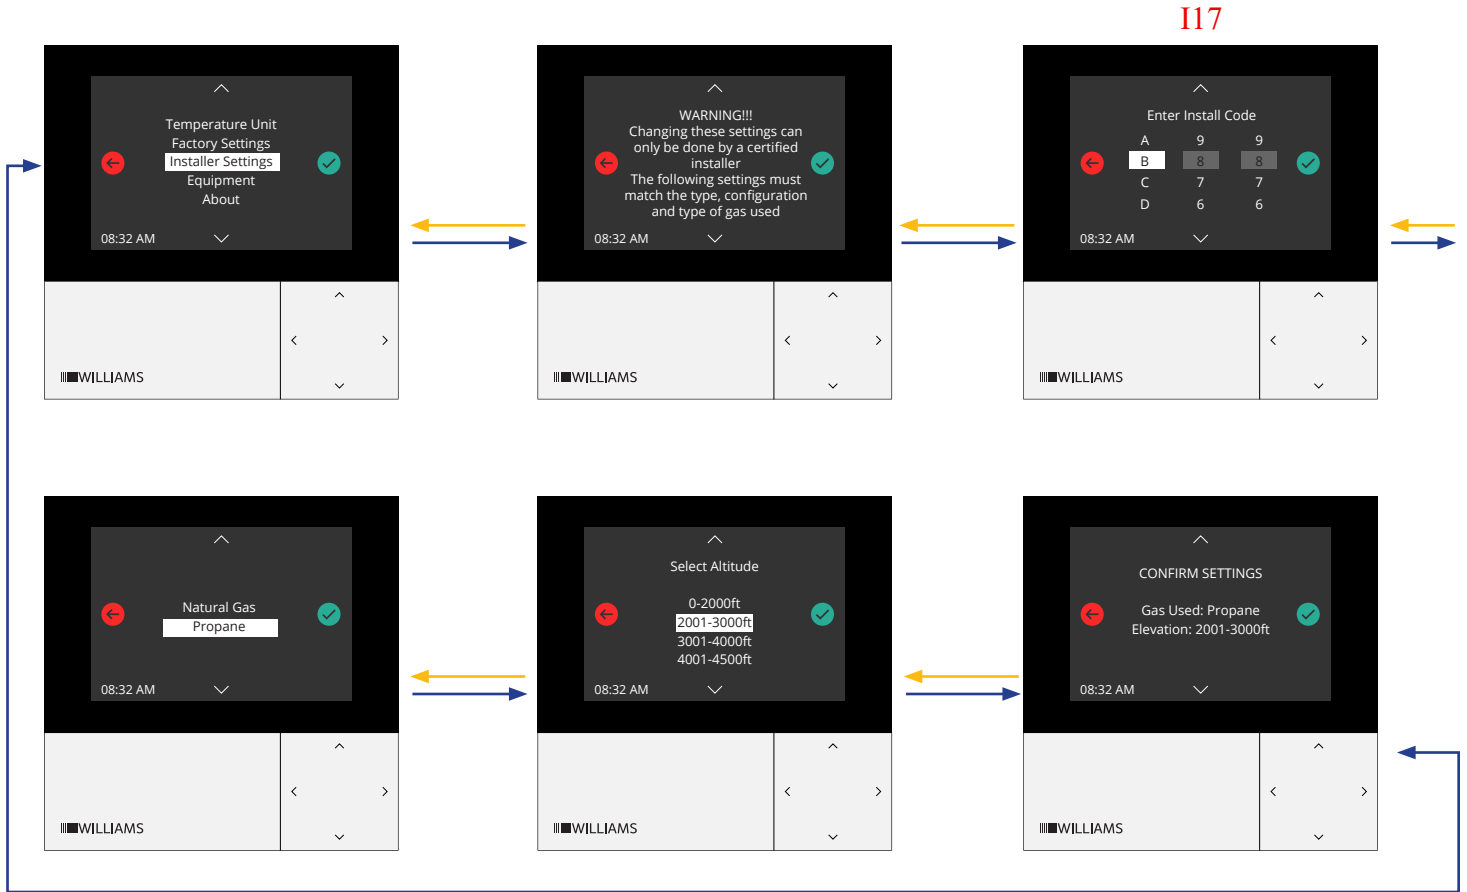 I17
Temperature Unit
Factory Settings
Installer Settings
Equipment
About
08:32 AM
WILLIAMS
WARNING!!!
Changing these settings can
only be done by a certified
installer
The following settings must
match the type, configuration
and type of gas used
08:32 AM
WILLIAMS
Enter Install Code
A 9 9
B 8 8
C 7 7
D 6 6
08:32 AM
WILLIAMS
Natural Gas
Propane
08:32 AM
WILLIAMS
Select Altitude
0-2000ft
2001-3000ft
3001-4000ft
4001-4500ft
08:32 AM
WILLIAMS
CONFIRM SETTINGS
Gas Used: Propane
Elevation: 2001-3000ft
08:32 AM
WILLIAMS